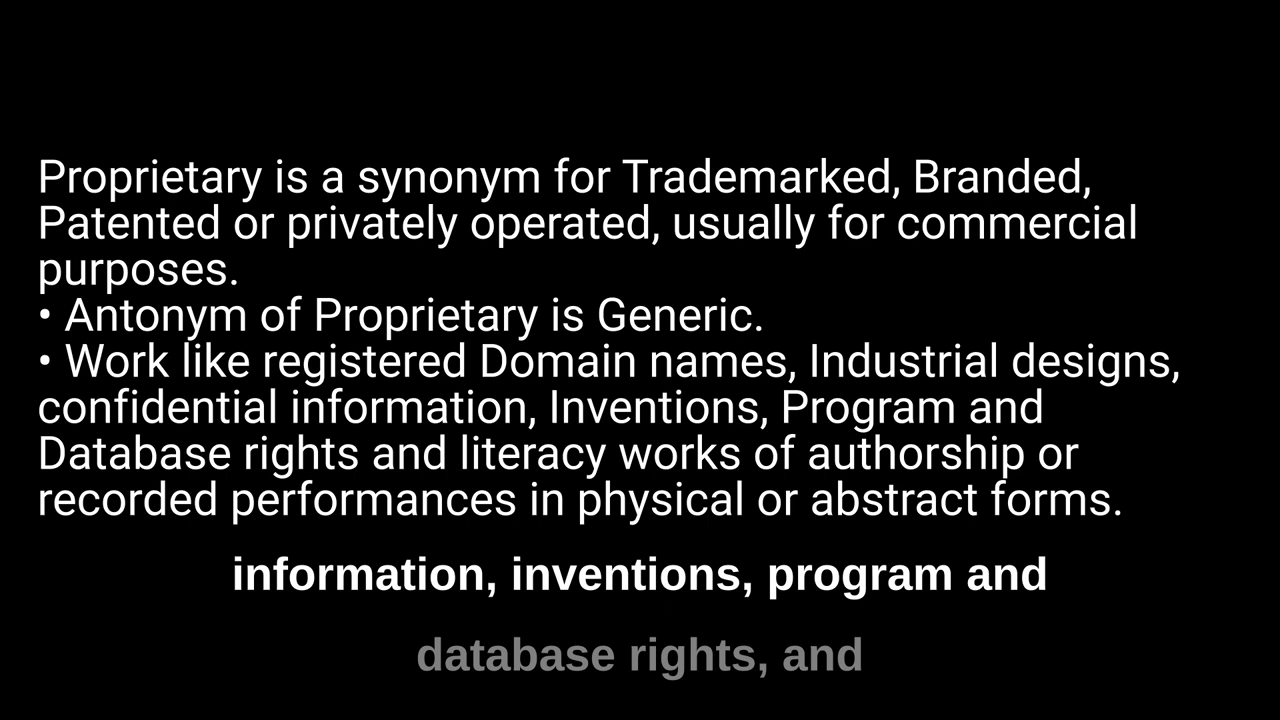 Proprietary is a synonym for Trademarked, Branded,
Patented or privately operated, usually for commercial
purposes.
• Antonym of Proprietary is Generic.
• Work like registered Domain names, Industrial designs,
confidential information, Inventions, Program and
Database rights and literacy works of authorship or
recorded performances in physical or abstract forms.
information, inventions, program and
database rights, and